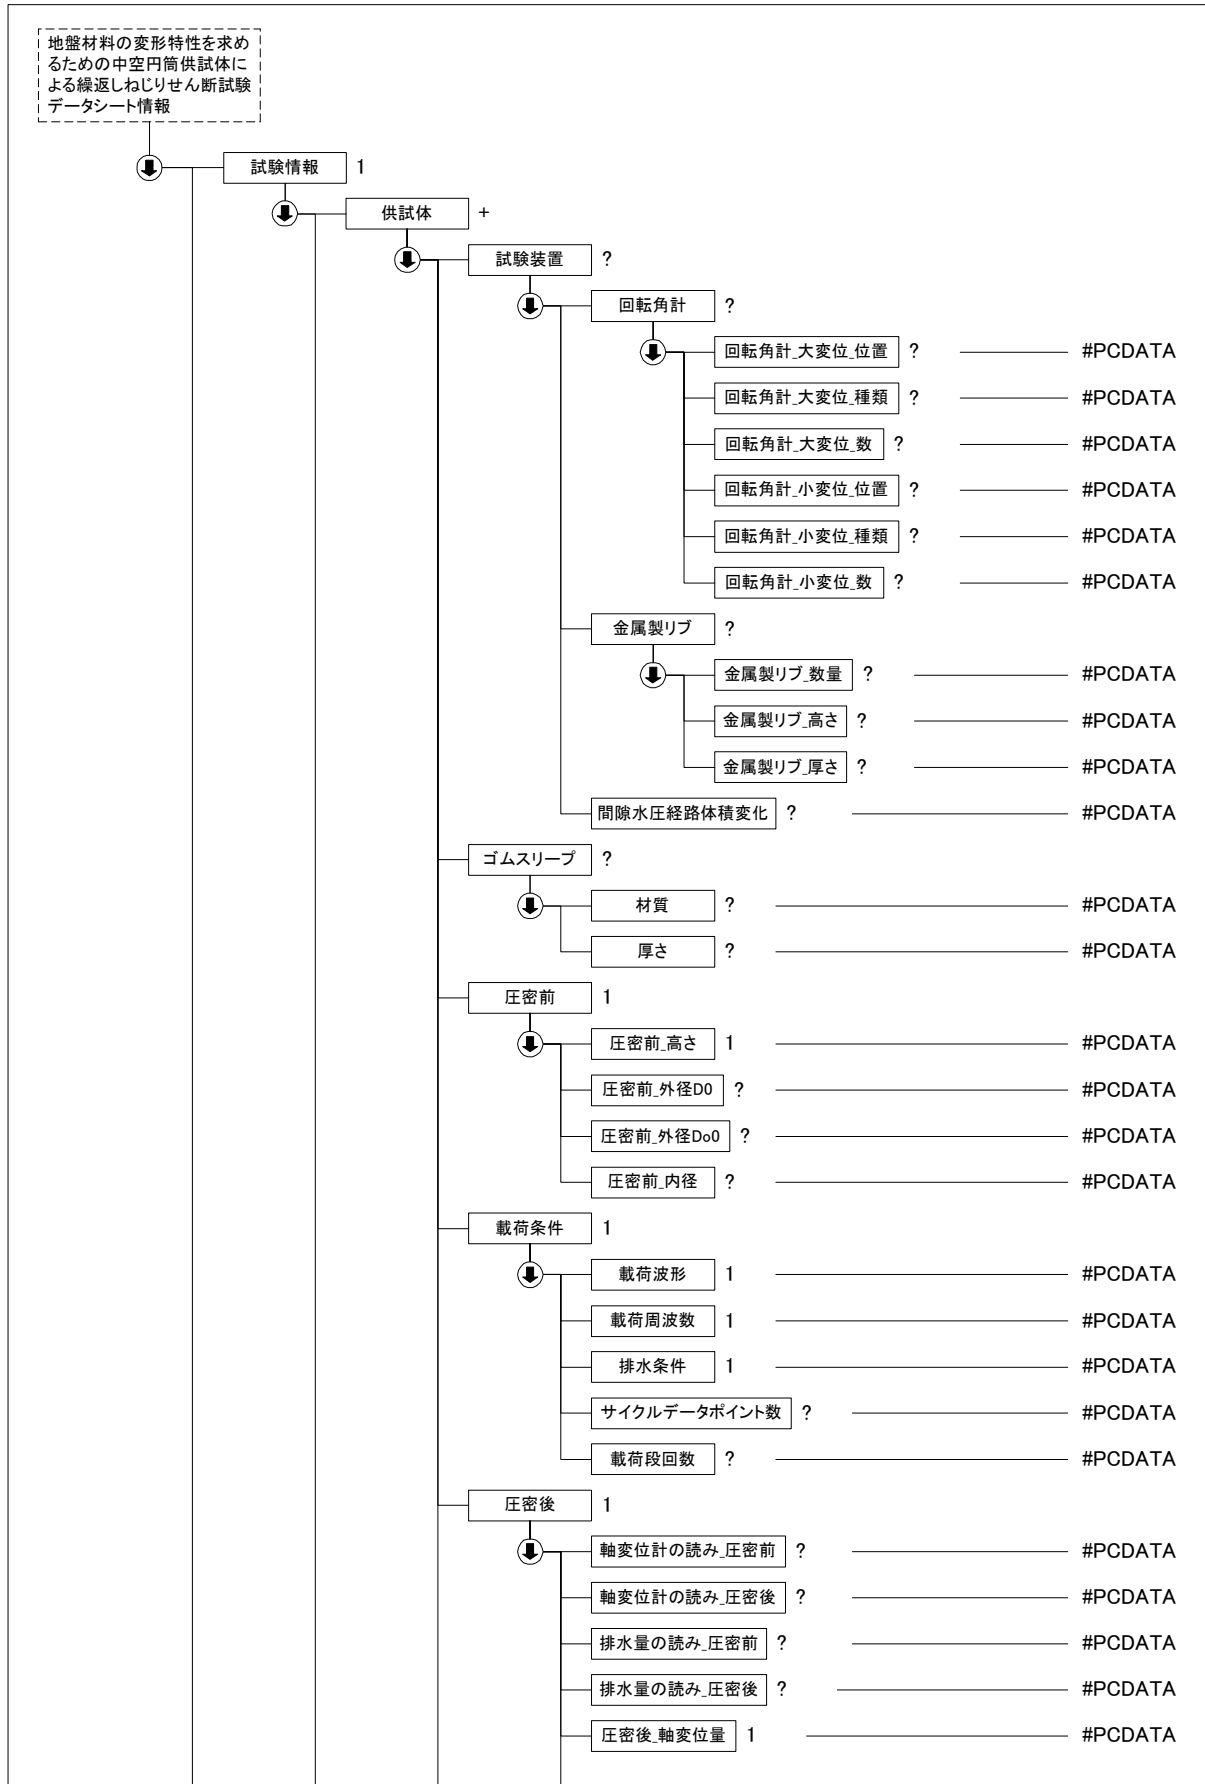 地盤材料の変形特性を求め
るための中空円筒供試体に
よる繰返しねじりせん断試験
データシート情報
試験情報 1
供試体 +
試験装置 ?
回転角計 ?
回転角計_大変位_位置 ? #PCDATA
回転角計_大変位_種類 ? #PCDATA
回転角計_大変位_数 ? #PCDATA
回転角計_小変位_位置 ? #PCDATA
回転角計_小変位_種類 ? #PCDATA
回転角計_小変位_数 ? #PCDATA
金属製リブ ?
金属製リブ_数量 ? #PCDATA
金属製リブ_高さ ? #PCDATA
金属製リブ_厚さ ? #PCDATA
間隙水圧経路体積変化 ? #PCDATA
ゴムスリープ ?
材質 ? #PCDATA
厚さ ? #PCDATA
圧密前 1
圧密前_高さ 1 #PCDATA
圧密前_外径D0 ? #PCDATA
圧密前_外径Do0 ? #PCDATA
圧密前_内径 ? #PCDATA
載荷条件 1
載荷波形 1 #PCDATA
載荷周波数 1 #PCDATA
排水条件 1 #PCDATA
サイクルデータポイント数 ? #PCDATA
載荷段回数 ? #PCDATA
圧密後 1
軸変位計の読み_圧密前 ? #PCDATA
軸変位計の読み_圧密後 ? #PCDATA
排水量の読み_圧密前 ? #PCDATA
排水量の読み_圧密後 ? #PCDATA
圧密後_軸変位量 1 #PCDATA